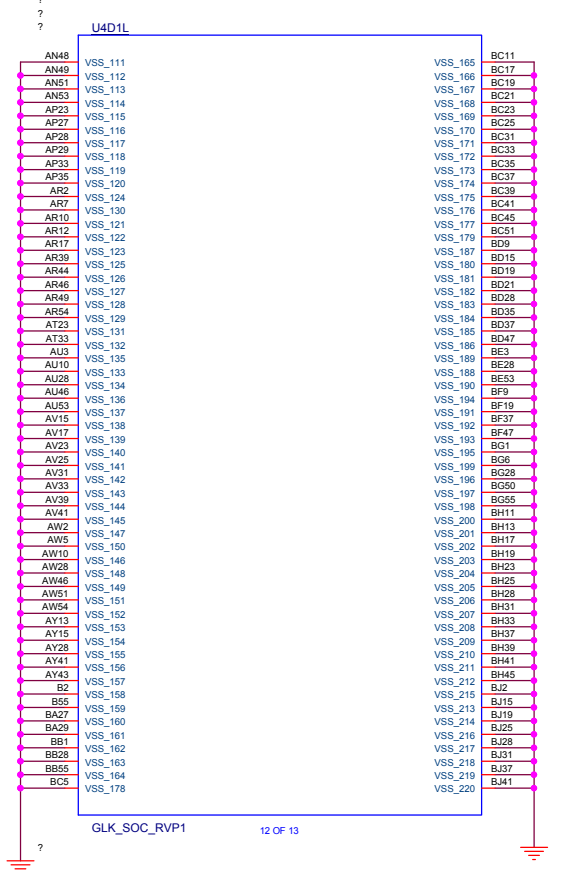 ?
?
?
U4D1L
AN48 VSS_111 VSS_165 BC11
AN49 VSS_112 VSS_166 BC17
AN51 VSS_113 VSS_167 BC19
AN53 VSS_114 VSS_168 BC21
AP23 VSS_115 VSS_169 BC23
AP27 VSS_116 VSS_170 BC25
AP28 VSS_117 VSS_171 BC31
AP29 VSS_118 VSS_172 BC33
AP33 VSS_119 VSS_173 BC35
AP35 VSS_120 VSS_174 BC37
AR2 VSS_124 VSS_175 BC39
AR7 VSS_130 VSS_176 BC41
AR10 VSS_121 VSS_177 BC45
AR12 VSS_122 VSS_179 BC51
AR17 VSS_123 VSS_187 BD9
AR39 VSS_125 VSS_180 BD15
AR44 VSS_126 VSS_181 BD19
AR46 VSS_127 VSS_182 BD21
AR49 VSS_128 VSS_183 BD28
AR54 VSS_129 VSS_184 BD35
AT23 VSS_131 VSS_185 BD37
AT33 VSS_132 VSS_186 BD47
AU3 VSS_135 VSS_189 BE3
AU10 VSS_133 VSS_188 BE28
AU28 VSS_134 VSS_190 BE53
AU46 VSS_136 VSS_194 BF9
AU53 VSS_137 VSS_191 BF19
AV15 VSS_138 VSS_192 BF37
AV17 VSS_139 VSS_193 BF47
AV23 VSS_140 VSS_195 BG1
AV25 VSS_141 VSS_199 BG6
AV31 VSS_142 VSS_196 BG28
AV33 VSS_143 VSS_197 BG50
AV39 VSS_144 VSS_198 BG55
AV41 VSS_145 VSS_200 BH11
AW2 VSS_147 VSS_201 BH13
AW5 VSS_150 VSS_202 BH17
AW10 VSS_146 VSS_203 BH19
AW28 VSS_148 VSS_204 BH23
AW46 VSS_149 VSS_205 BH25
AW51 VSS_151 VSS_206 BH28
AW54 VSS_152 VSS_207 BH31
AY13 VSS_153 VSS_208 BH33
AY15 VSS_154 VSS_209 BH37
AY28 VSS_155 VSS_210 BH39
AY41 VSS_156 VSS_211 BH41
AY43 VSS_157 VSS_212 BH45
B2 VSS_158 VSS_215 BJ2
B55 VSS_159 VSS_213 BJ15
BA27 VSS_160 VSS_214 BJ19
BA29 VSS_161 VSS_216 BJ25
BB1 VSS_162 VSS_217 BJ28
BB28 VSS_163 VSS_218 BJ31
BB55 VSS_164 VSS_219 BJ37
BC5 VSS_178 VSS_220 BJ41
GLK_SOC_RVP1 12 OF 13
?